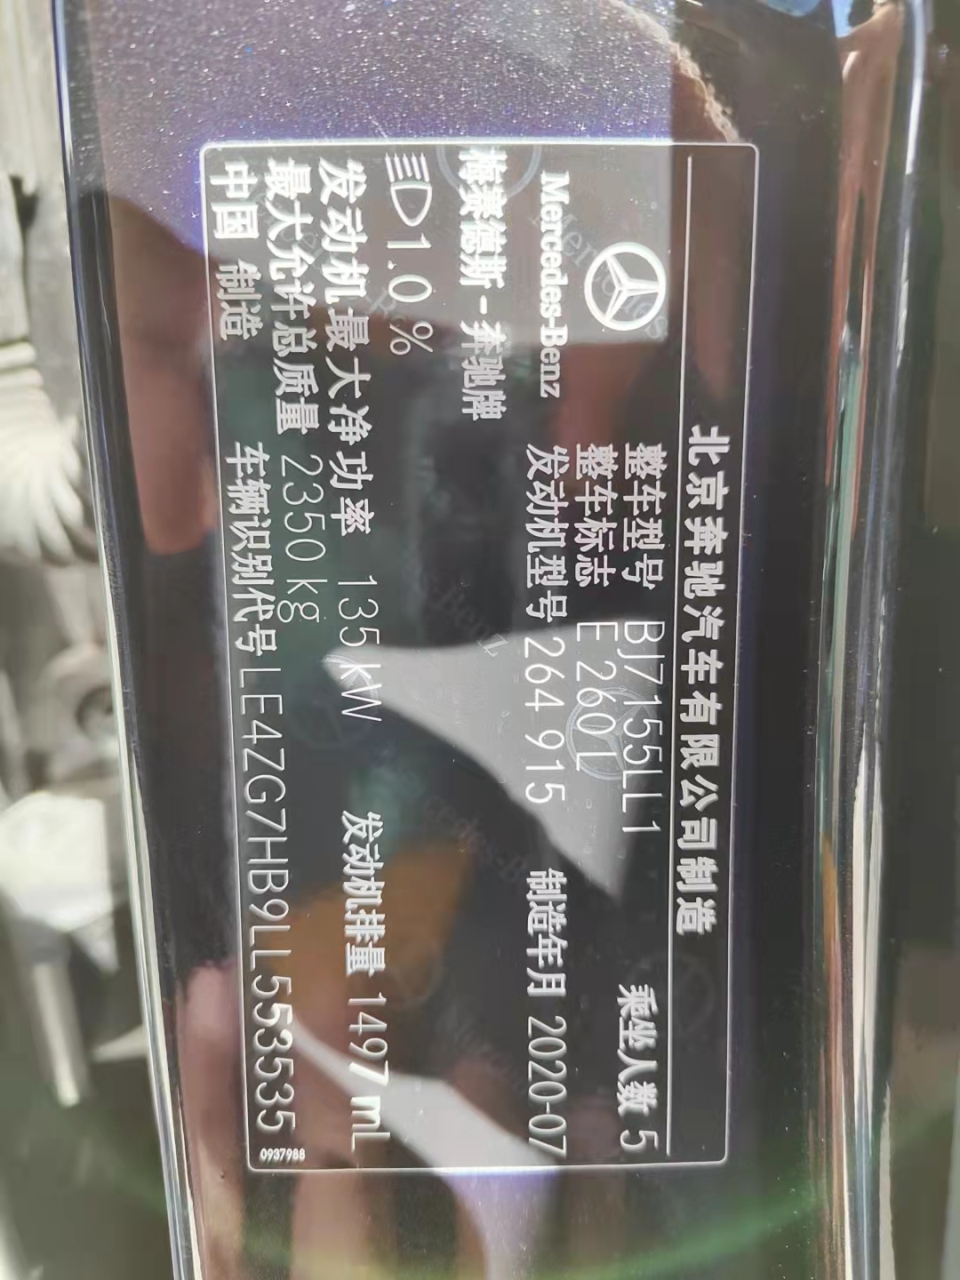 北京奔驰汽车有限公司制造
整车型号 BJ7155LL1 乘坐人数 5
整车标志 E 260 L
Mercedes-Benz 发动机型号 264 915 制造年月 2020-07
梅赛德斯-奔驰牌
1.0%
发动机最大净功率 135 kW 发动机排量 1497 mL
最大允许总质量 2350 kg
中国 制造 车辆识别代号 LE4ZG7HB9LL553535
0937988